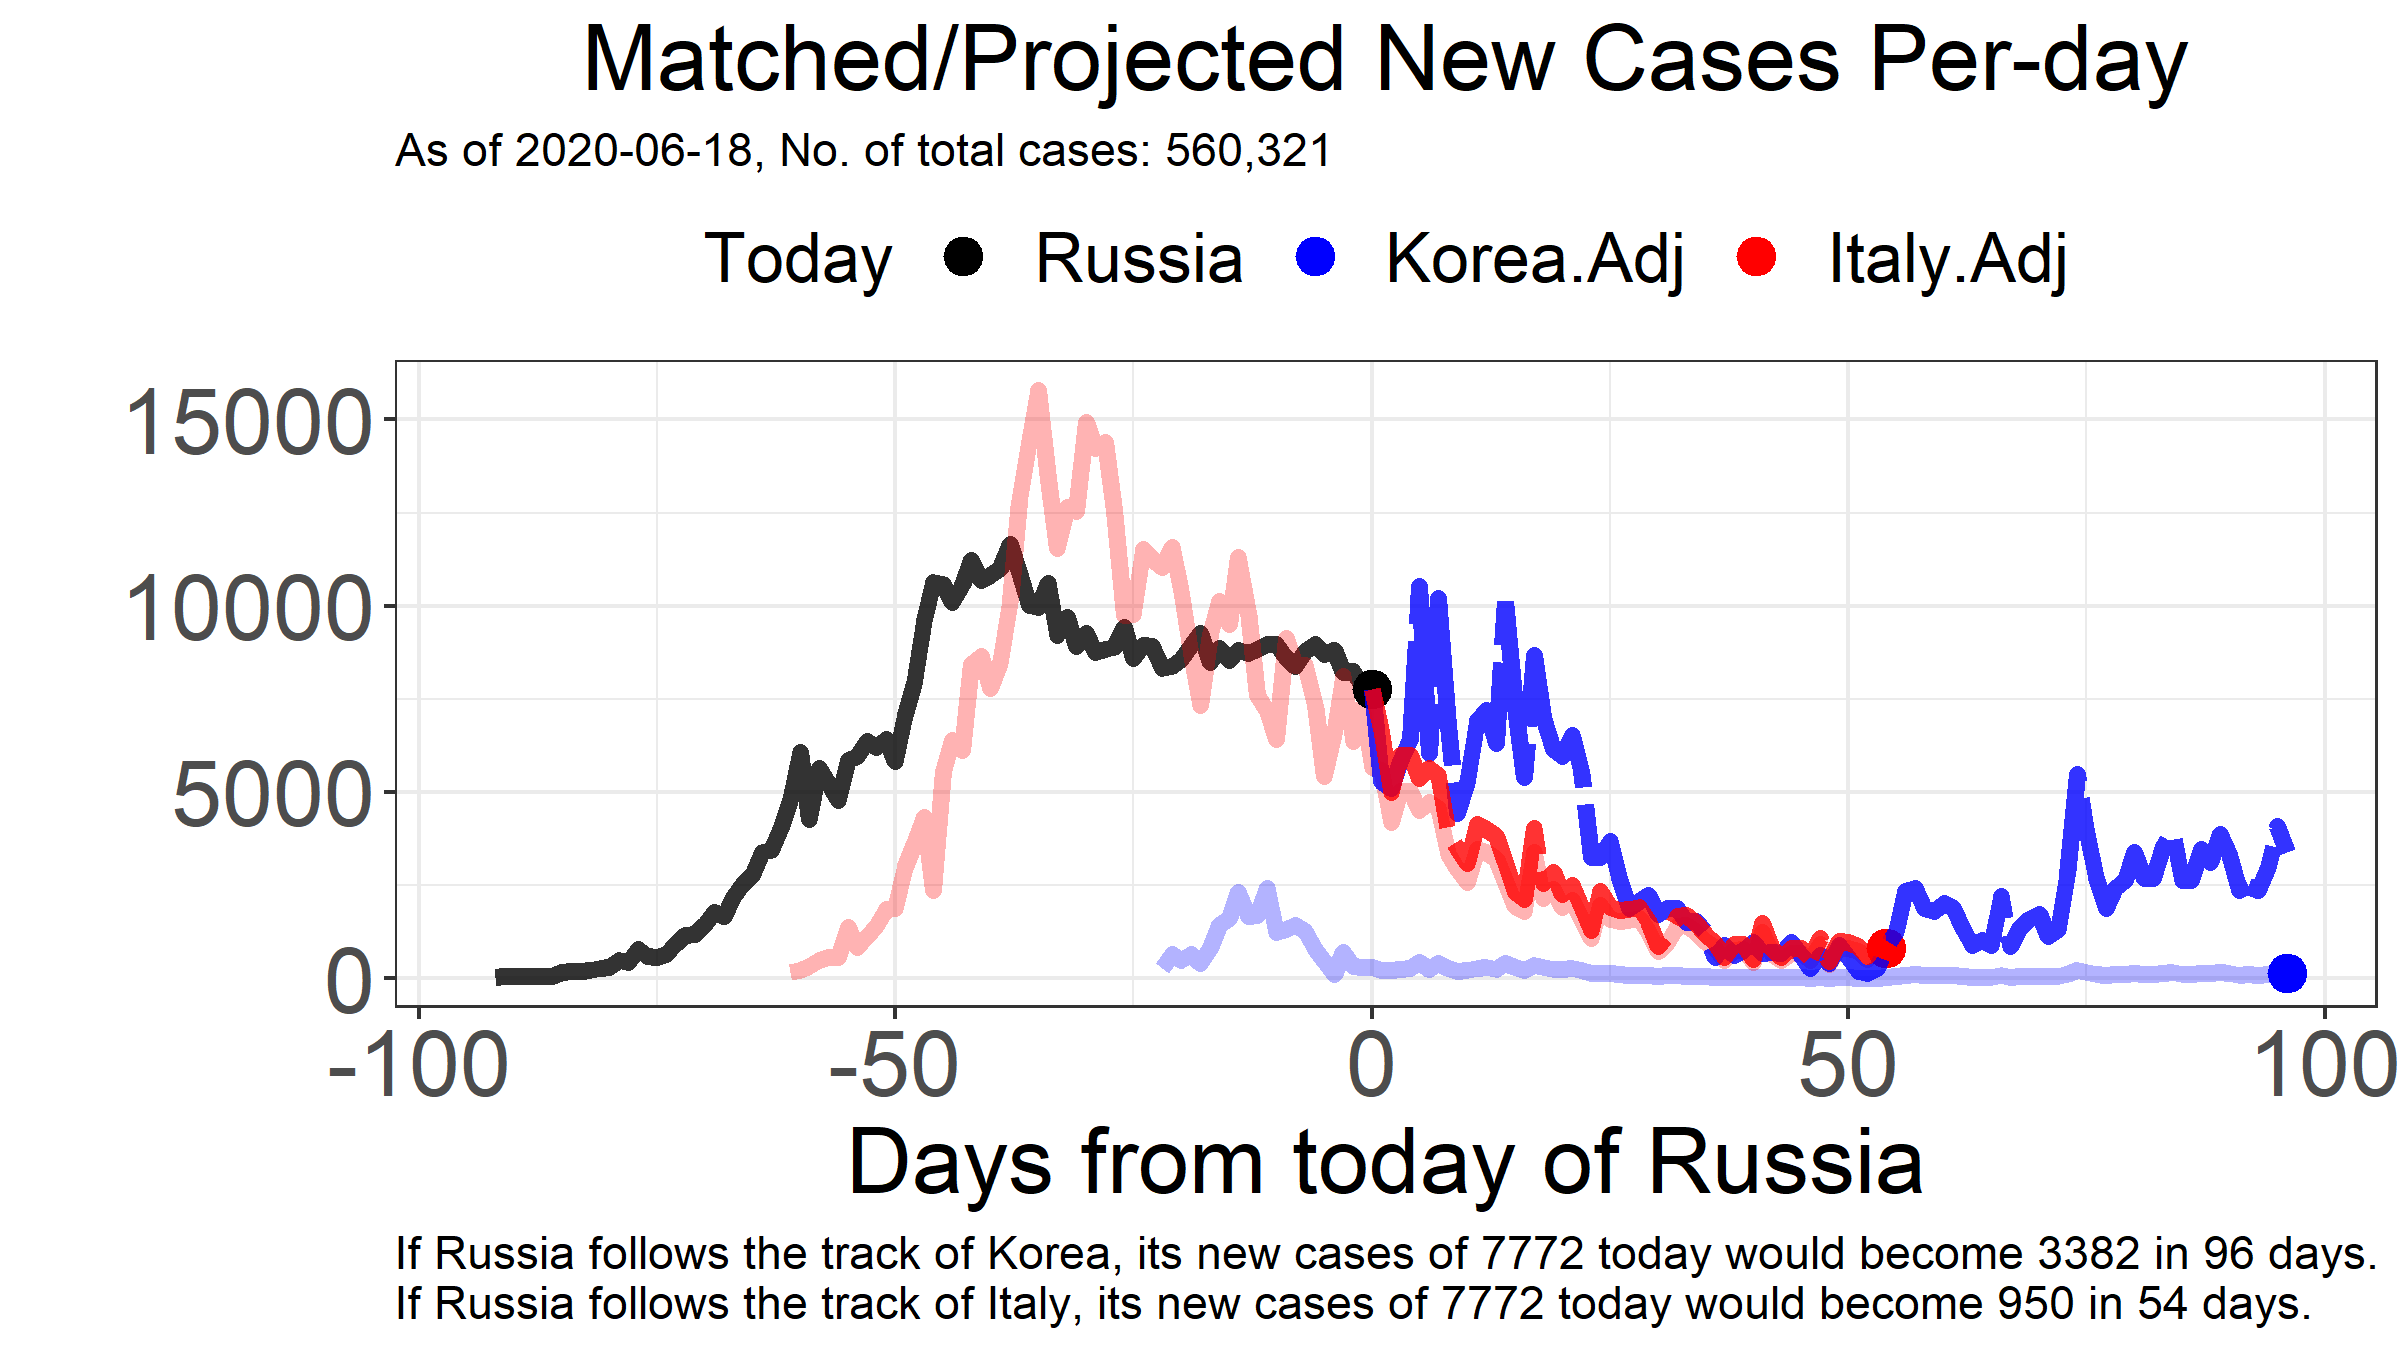 Matched/Projected New Cases Per-day
As of 2020-06-18, No. of total cases: 560,321
Today Russia Korea.Adj Italy.Adj
15000
10000
5000
0
-100 -50 0 50 100
Days from today of Russia
If Russia follows the track of Korea, its new cases of 7772 today would become 3382 in 96 days.
If Russia follows the track of Italy, its new cases of 7772 today would become 950 in 54 days.